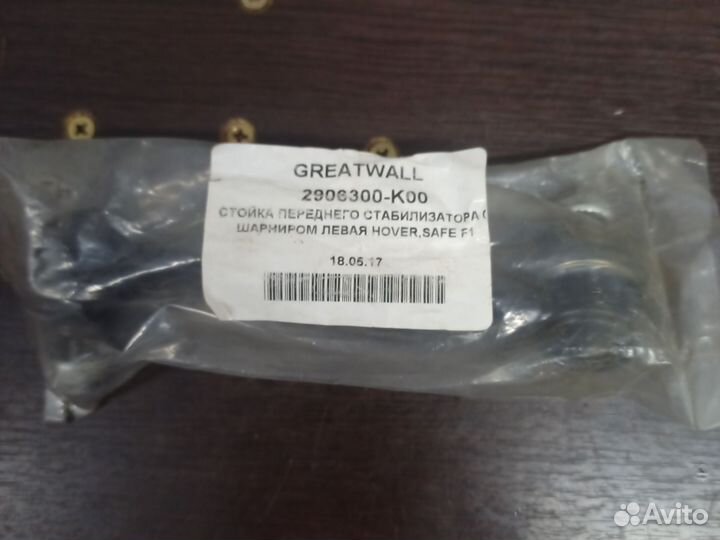 GREATWALL
2906300-K00
СТОЙКА ПЕРЕДНЕГО СТАБИЛИЗАТОРА С
ШАРНИРОМ ЛЕВАЯ HOVER,SAFE F1
18.05.17
Avito